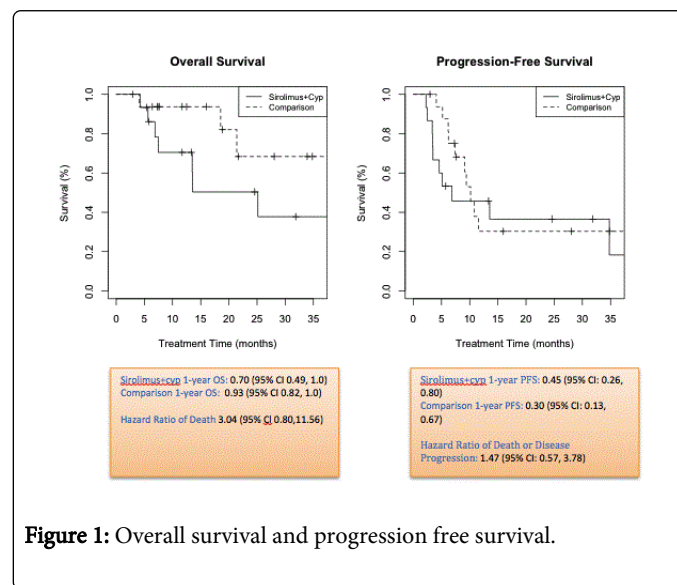 Overall Survival
Sirolimus+Cyp
Comparison
Survival (%)
1.0
0.8
0.6
0.4
0.2
0.0
0 5 10 15 20 25 30 35
Treatment Time (months)
Progression-Free Survival
Sirolimus+Cyp
Comparison
Survival (%)
1.0
0.8
0.6
0.4
0.2
0.0
0 5 10 15 20 25 30 35
Treatment Time (months)
Sirolimus+cyp 1-year OS: 0.70 (95% CI 0.49, 1.0)
Comparison 1-year OS: 0.93 (95% CI 0.82, 1.0)
Hazard Ratio of Death 3.04 (95% CI 0.80,11.56)
Sirolimus+cyp 1-year PFS: 0.45 (95% CI: 0.26,
0.80)
Comparison 1-year PFS: 0.30 (95% CI: 0.13,
0.67)
Hazard Ratio of Death or Disease
Progression: 1.47 (95% CI: 0.57, 3.78)
Figure 1: Overall survival and progression free survival.